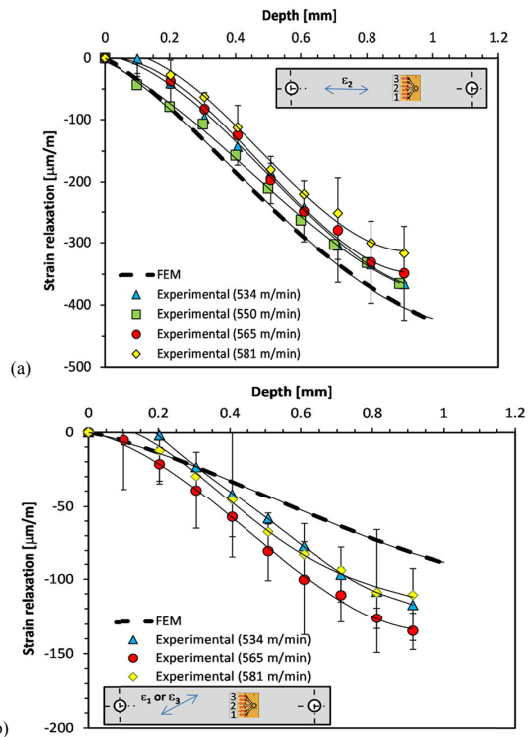 Depth [mm]
0 0.2 0.4 0.6 0.8 1 1.2
0
-100
-200
-300
-400
-500
Strain relaxation [μm/m]
ε2
3
2
1
FEM
Experimental (534 m/min)
Experimental (550 m/min)
Experimental (565 m/min)
Experimental (581 m/min)
(a)
Depth [mm]
0 0.2 0.4 0.6 0.8 1 1.2
0
-50
-100
-150
-200
Strain relaxation [μm/m]
FEM
Experimental (534 m/min)
Experimental (565 m/min)
Experimental (581 m/min)
ε1 or ε3
3
2
1
b)